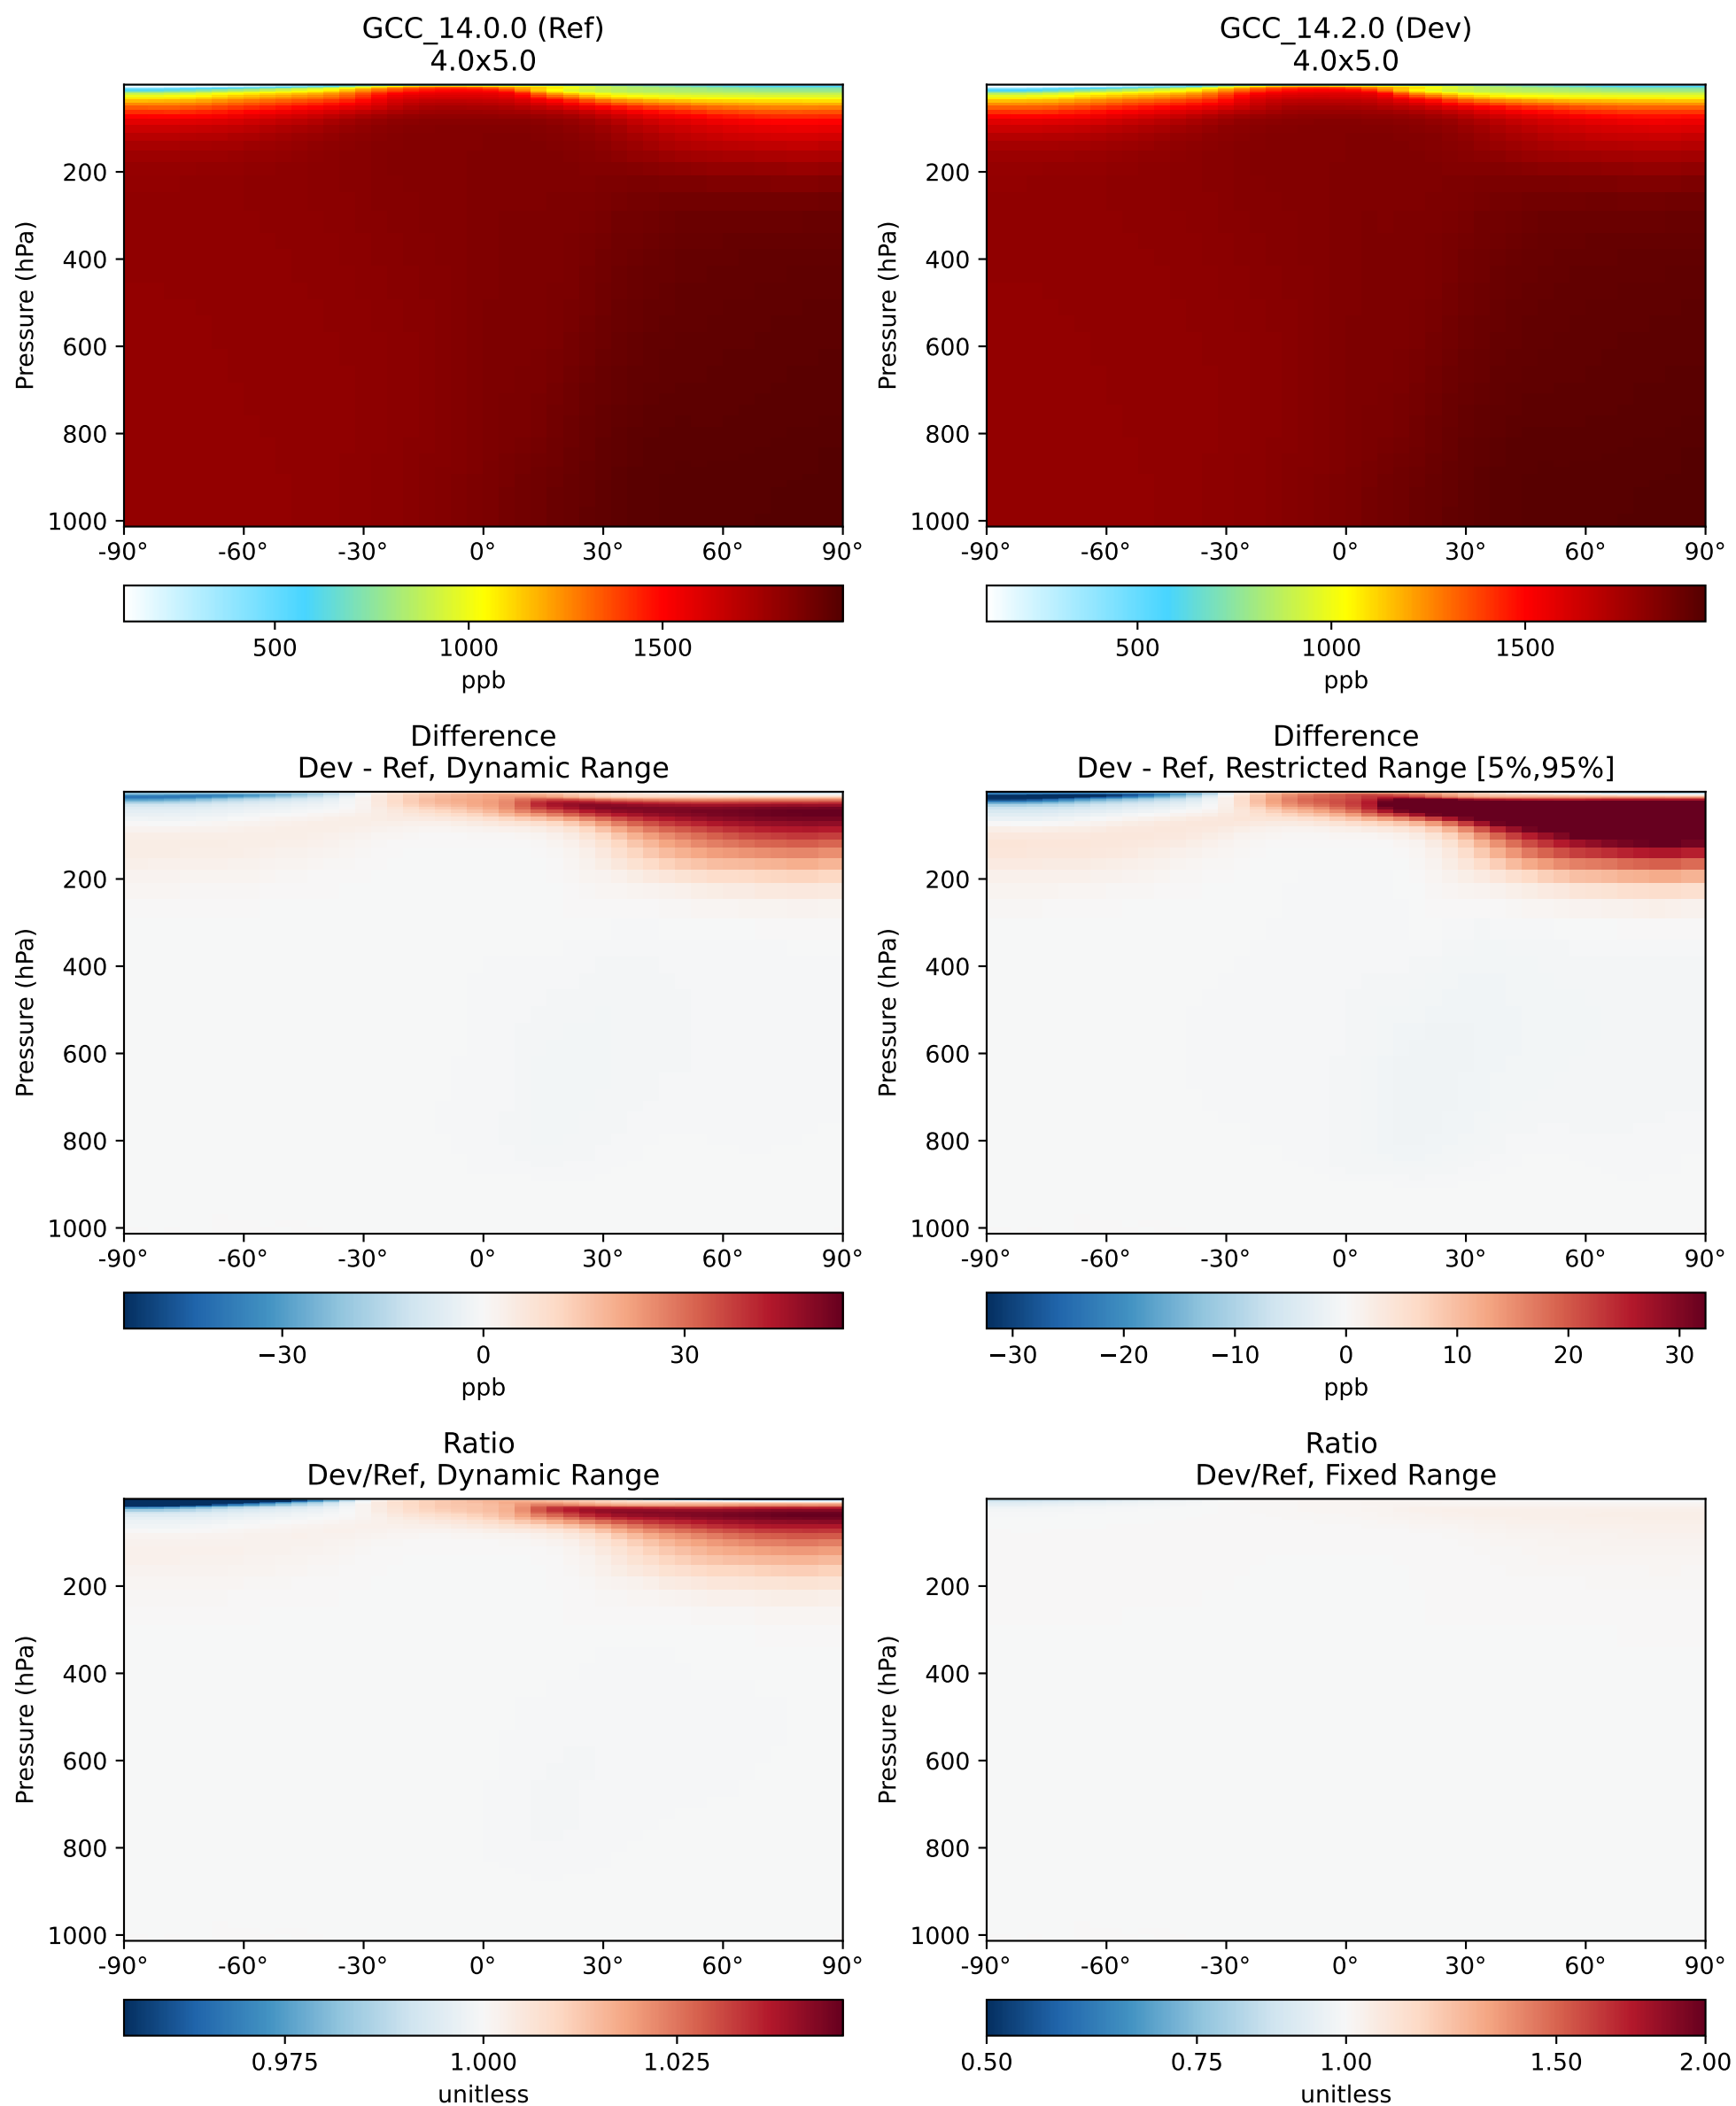 GCC_14.0.0 (Ref)
4.0x5.0
Pressure (hPa)
200
400
600
800
1000
-90° -60° -30° 0° 30° 60° 90°
500 1000 1500
ppb
GCC_14.2.0 (Dev)
4.0x5.0
Pressure (hPa)
200
400
600
800
1000
-90° -60° -30° 0° 30° 60° 90°
500 1000 1500
ppb
Difference
Dev - Ref, Dynamic Range
Pressure (hPa)
200
400
600
800
1000
-90° -60° -30° 0° 30° 60° 90°
−30 0 30
ppb
Difference
Dev - Ref, Restricted Range [5%,95%]
Pressure (hPa)
200
400
600
800
1000
-90° -60° -30° 0° 30° 60° 90°
−30 −20 −10 0 10 20 30
ppb
Ratio
Dev/Ref, Dynamic Range
Pressure (hPa)
200
400
600
800
1000
-90° -60° -30° 0° 30° 60° 90°
0.975 1.000 1.025
unitless
Ratio
Dev/Ref, Fixed Range
Pressure (hPa)
200
400
600
800
1000
-90° -60° -30° 0° 30° 60° 90°
0.50 0.75 1.00 1.50 2.00
unitless